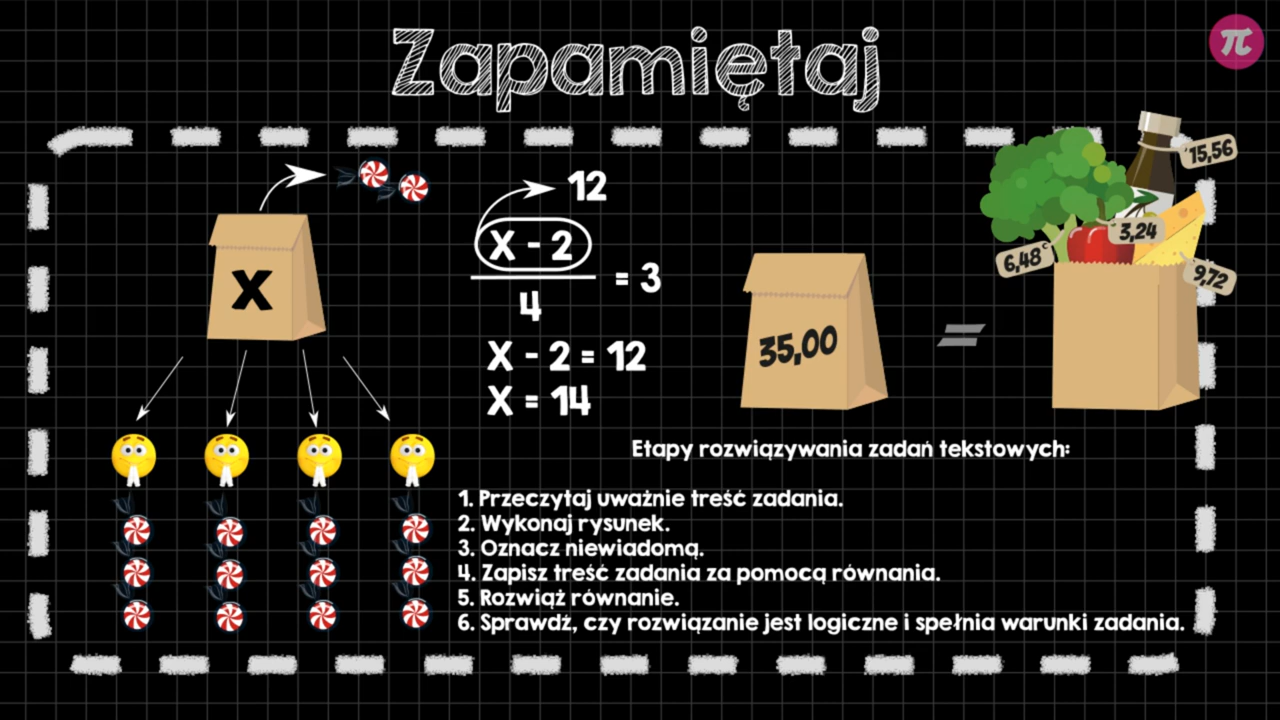 Zapamiętaj
π
X
12
X - 2
4
= 3
X - 2 = 12
X = 14
35,00
=
15,56
3,24
6,48
9,72
Etapy rozwiązywania zadań tekstowych:
1. Przeczytaj uważnie treść zadania.
2. Wykonaj rysunek.
3. Oznacz niewiadomą.
4. Zapisz treść zadania za pomocą równania.
5. Rozwiąż równanie.
6. Sprawdź, czy rozwiązanie jest logiczne i spełnia warunki zadania.